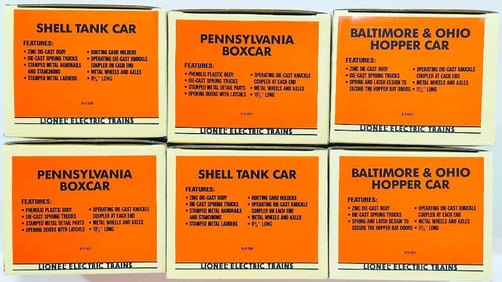 SHELL TANK CAR
FEATURES:
• ZINC DIE-CAST BODY
• DIE-CAST SPRING TRUCKS
• STAMPED METAL HANDRAILS
AND STANCHIONS
• STAMPED METAL LADDERS
• ROUTING CARD HOLDERS
• OPERATING DIE-CAST KNUCKLE
COUPLER ON EACH END
• METAL WHEELS AND AXLES
LONG
LIONEL ELECTRIC TRAINS
PENNSYLVANIA
BOXCAR
FEATURES:
• PHENOLIC PLASTIC BODY
• DIE-CAST SPRING TRUCKS
• STAMPED METAL DETAIL PARTS
• OPENING DOORS WITH LATCHES
• OPERATING DIE-CAST KNUCKLE
COUPLER AT EACH END
• METAL WHEELS AND AXLES
LONG
LIONEL ELECTRIC TRAINS
BALTIMORE & OHIO
HOPPER CAR
FEATURES:
• ZINC DIE-CAST BODY
• DIE-CAST SPRING TRUCKS
• SPRING AND LATCH DESIGN TO
SECURE THE HOPPER BAY DOORS
• OPERATING DIE-CAST KNUCKLE
COUPLER AT EACH END
• METAL WHEELS AND AXLES
LONG
LIONEL ELECTRIC TRAINS
PENNSYLVANIA
BOXCAR
FEATURES:
• PHENOLIC PLASTIC BODY
• DIE-CAST SPRING TRUCKS
• STAMPED METAL DETAIL PARTS
• OPENING DOORS WITH LATCHES
• OPERATING DIE-CAST KNUCKLE
COUPLER AT EACH END
• METAL WHEELS AND AXLES
LONG
LIONEL ELECTRIC TRAINS
SHELL TANK CAR
FEATURES:
• ZINC DIE-CAST BODY
• DIE-CAST SPRING TRUCKS
• STAMPED METAL HANDRAILS
AND STANCHIONS
• STAMPED METAL LADDERS
• ROUTING CARD HOLDERS
• OPERATING DIE-CAST KNUCKLE
COUPLER ON EACH END
• METAL WHEELS AND AXLES
LONG
LIONEL ELECTRIC TRAINS
BALTIMORE & OHIO
HOPPER CAR
FEATURES:
• ZINC DIE-CAST BODY
• DIE-CAST SPRING TRUCKS
• SPRING AND LATCH DESIGN TO
SECURE THE HOPPER BAY DOORS
• OPERATING DIE-CAST KNUCKLE
COUPLER AT EACH END
• METAL WHEELS AND AXLES
LONG
LIONEL ELECTRIC TRAINS